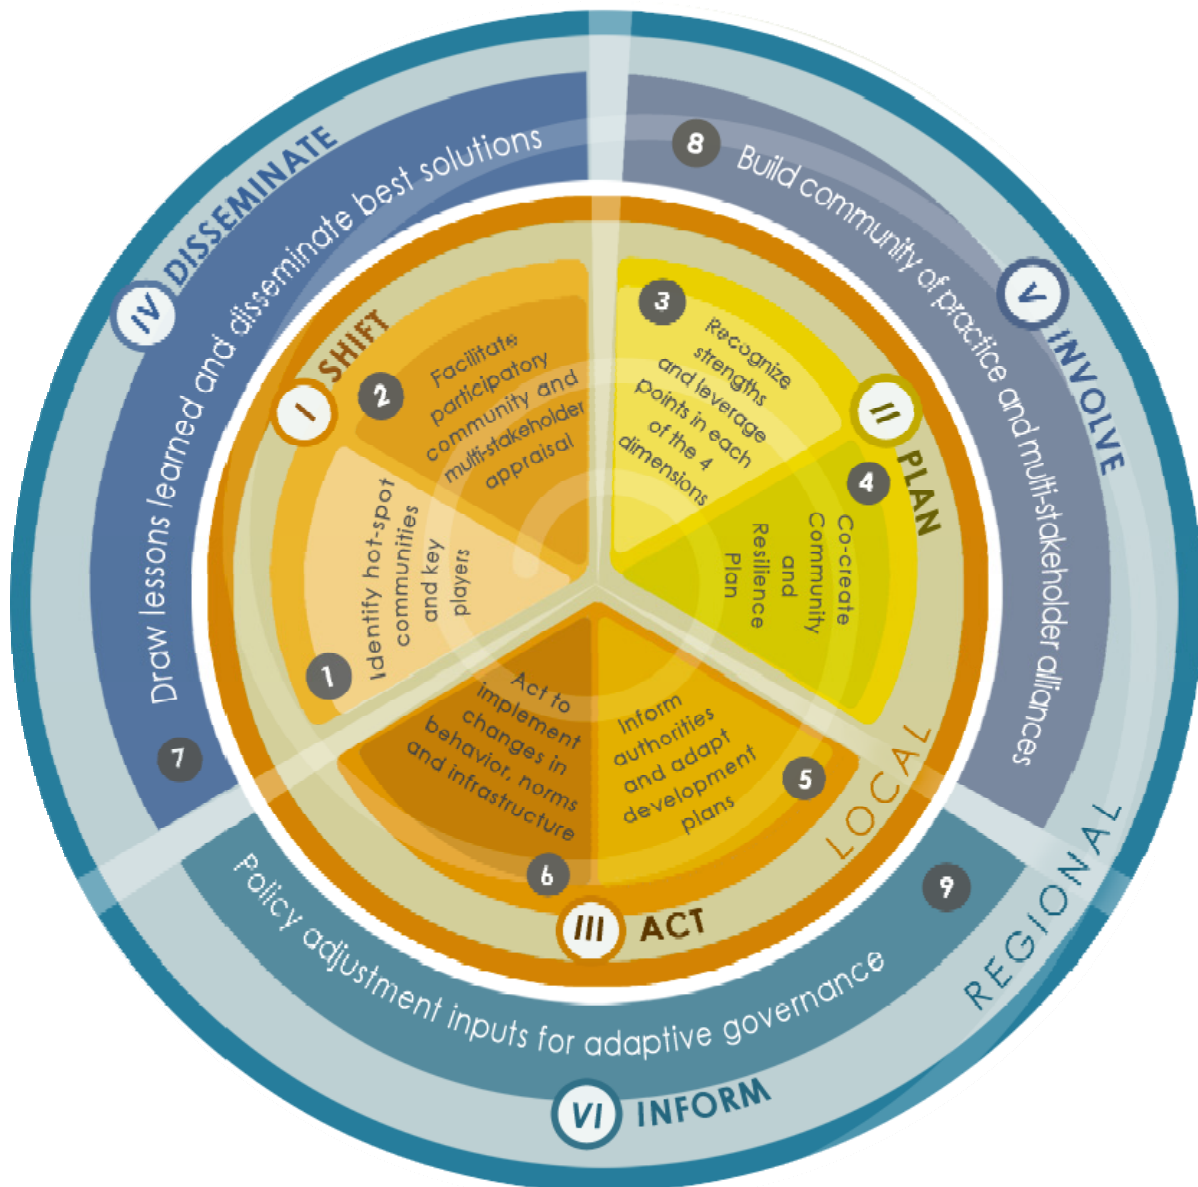 IV
DISSEMINATE
7
Draw lessons learned and disseminate best solutions
V
INVOLVE
8
Build community of practice and multi-stakeholder alliances
VI
INFORM
9
Policy adjustment inputs for adaptive governance
REGIONAL
LOCAL
I
SHIFT
1
Identify hot-spot
communities
and key
players
2
Facilitate
participatory
community and
multi-stakeholder
appraisal
II
PLAN
3
Recognize
strengths
and leverage
points in each
of the 4
dimensions
4
Co-create
Community
and
Resilience
Plan
III
ACT
5
Inform
authorities
and adapt
development
plans
6
Act to
implement
changes in
behavior, norms
and infrastructure